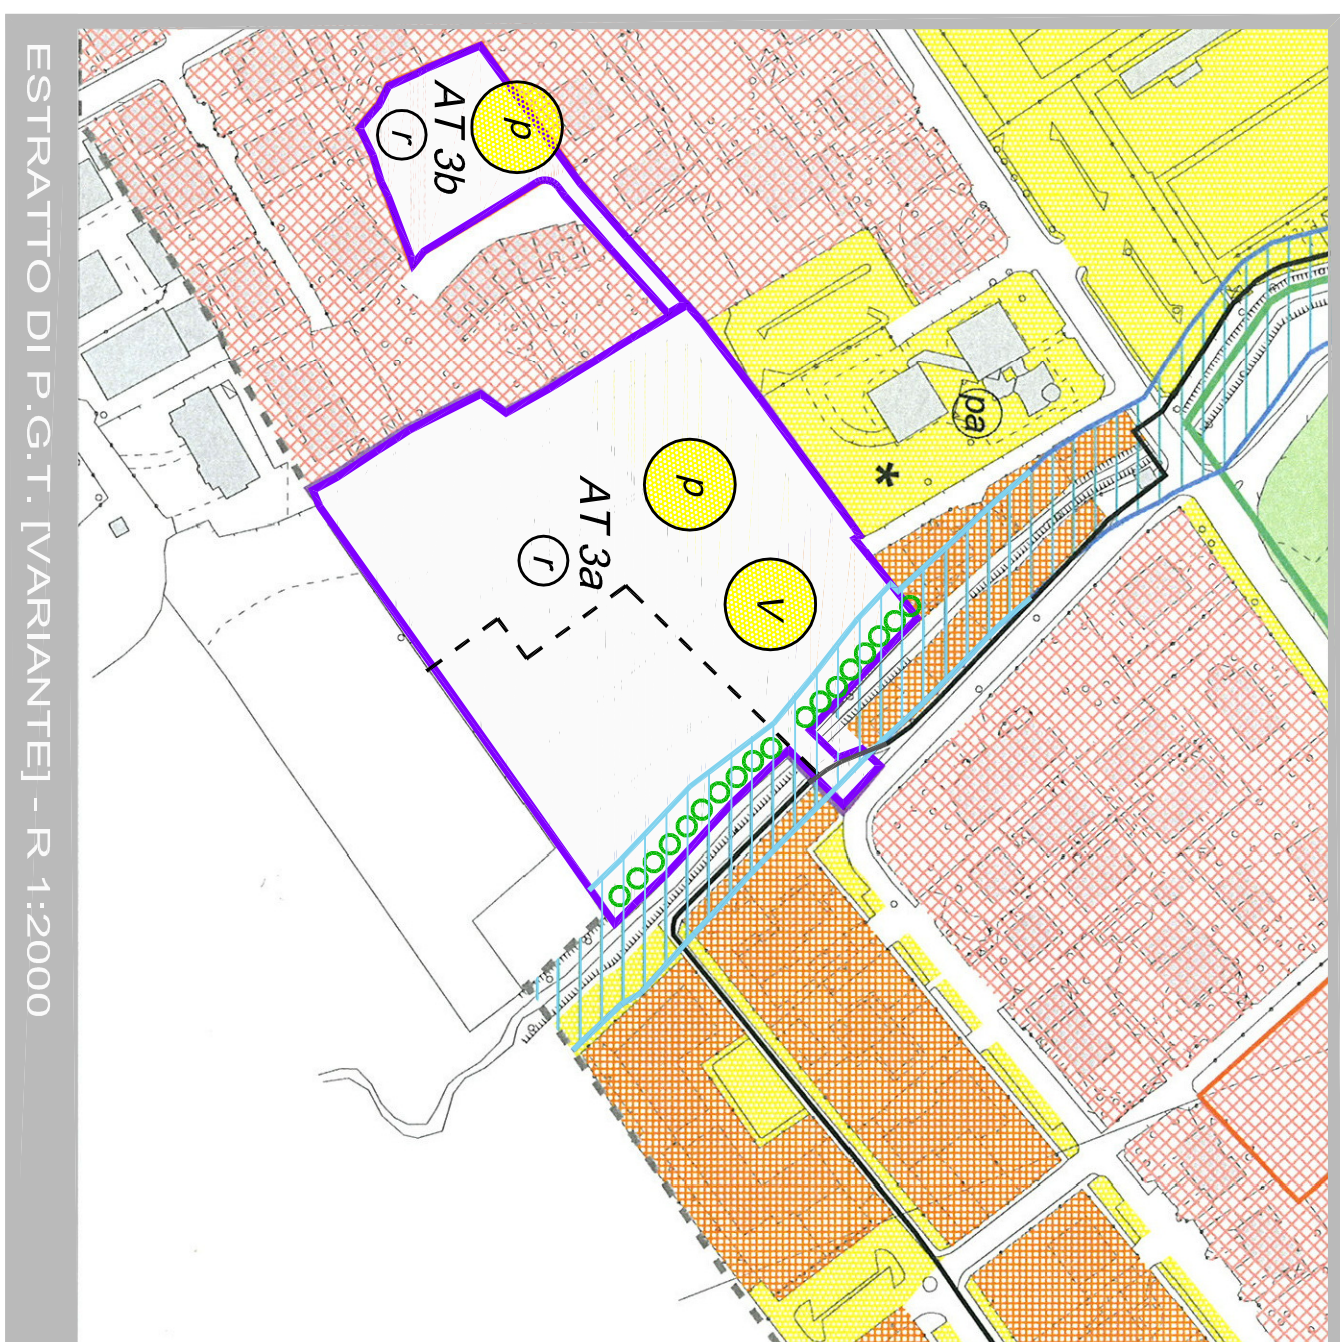 ESTRATTO DI P.G.T. [VARIANTE] - R 1:2000
p
AT 3b
r
pa
*
p
AT 3a
r
V